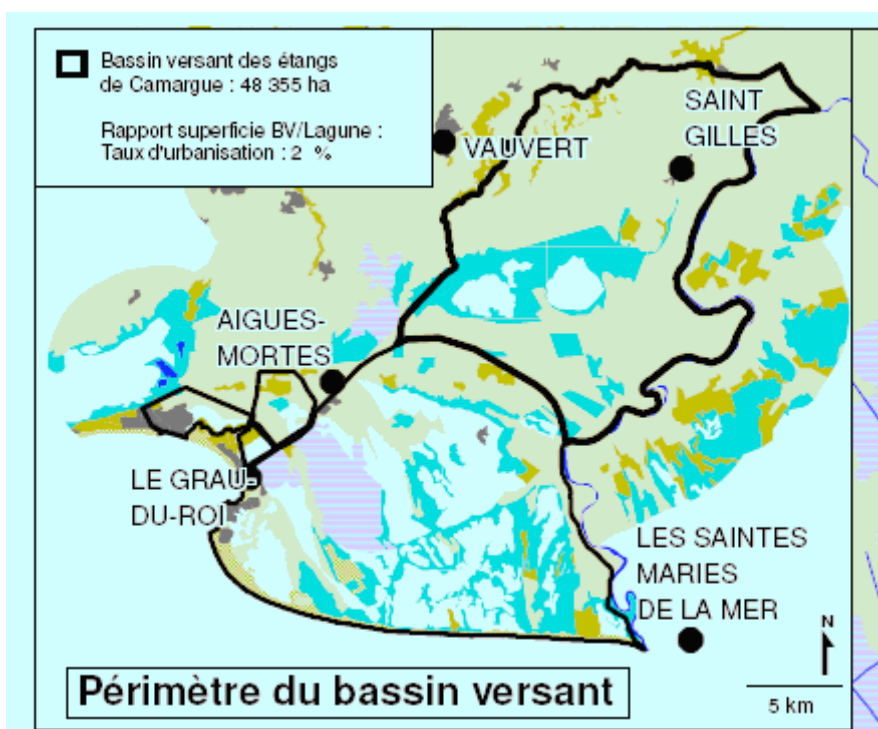 Bassin versant des étangs
de Camargue : 48 355 ha
Rapport superficie BV/Lagune :
Taux d'urbanisation : 2 %
VAUVERT
SAINT
GILLES
AIGUES-
MORTES
LE GRAU-
DU-ROI
LES SAINTES
MARIES
DE LA MER
N
5 km
Périmètre du bassin versant